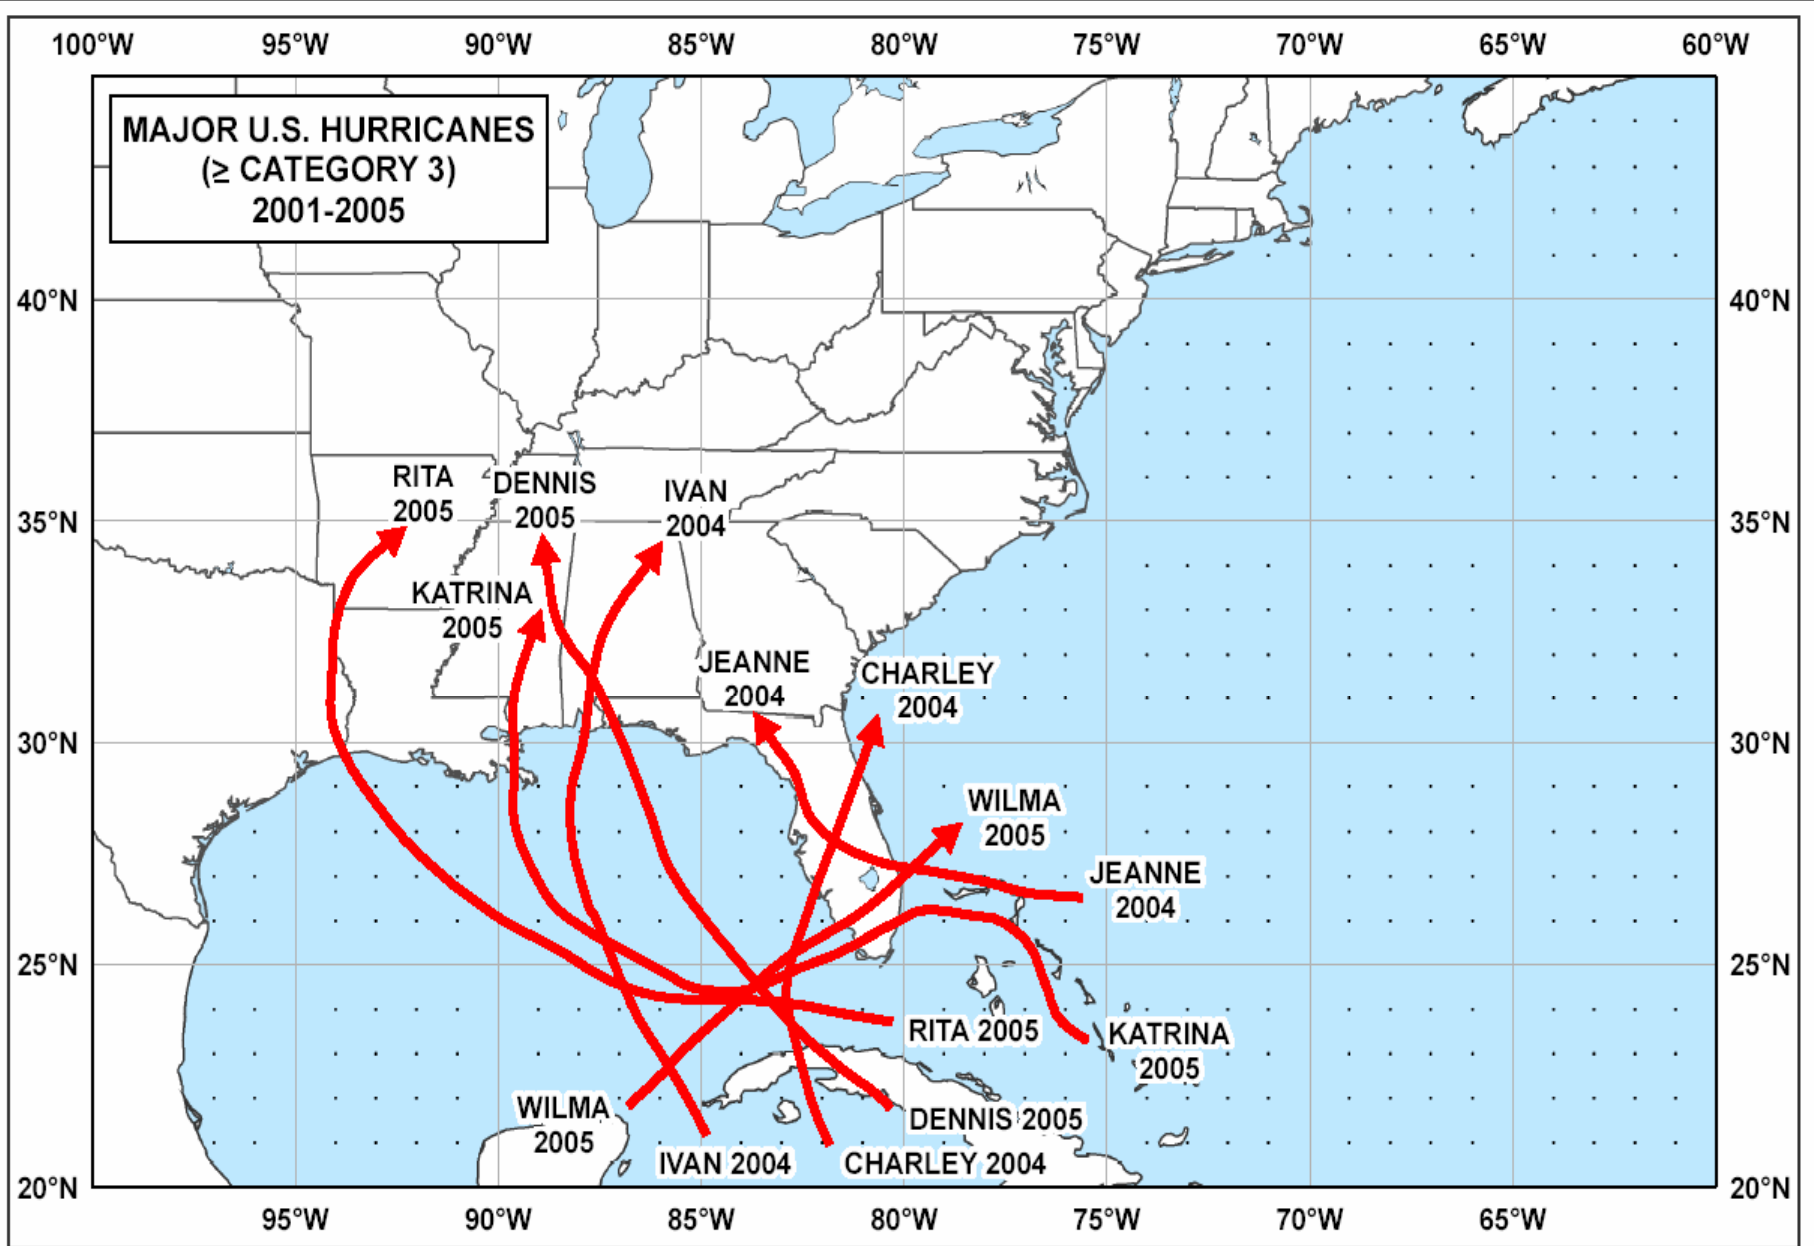 100°W 95°W 90°W 85°W 80°W 75°W 70°W 65°W 60°W
MAJOR U.S. HURRICANES
(≥ CATEGORY 3)
2001-2005
40°N 40°N
RITA
2005
DENNIS
2005
IVAN
2004
35°N 35°N
KATRINA
2005
JEANNE
2004
CHARLEY
2004
30°N 30°N
WILMA
2005
JEANNE
2004
25°N 25°N
RITA 2005
KATRINA
2005
WILMA
2005
DENNIS 2005
IVAN 2004
CHARLEY 2004
20°N 20°N
95°W 90°W 85°W 80°W 75°W 70°W 65°W